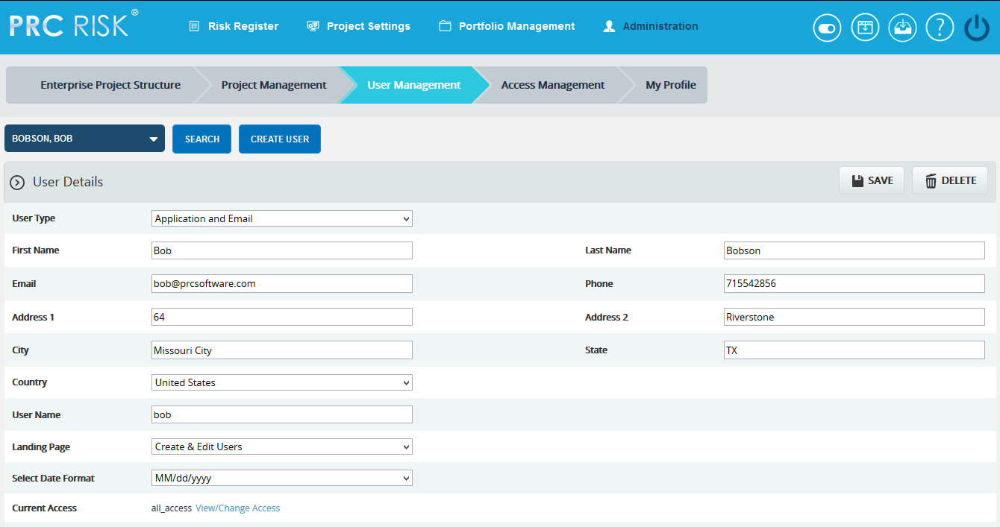 PRC RISK®
Risk Register Project Settings Portfolio Management Administration
?
Enterprise Project Structure Project Management User Management Access Management My Profile
BOBSON, BOB SEARCH CREATE USER
User Details SAVE DELETE
User Type Application and Email
First Name Bob Last Name Bobson
Email bob@prcsoftware.com Phone 715542856
Address 1 64 Address 2 Riverstone
City Missouri City State TX
Country United States
User Name bob
Landing Page Create & Edit Users
Select Date Format MM/dd/yyyy
Current Access all_access View/Change Access